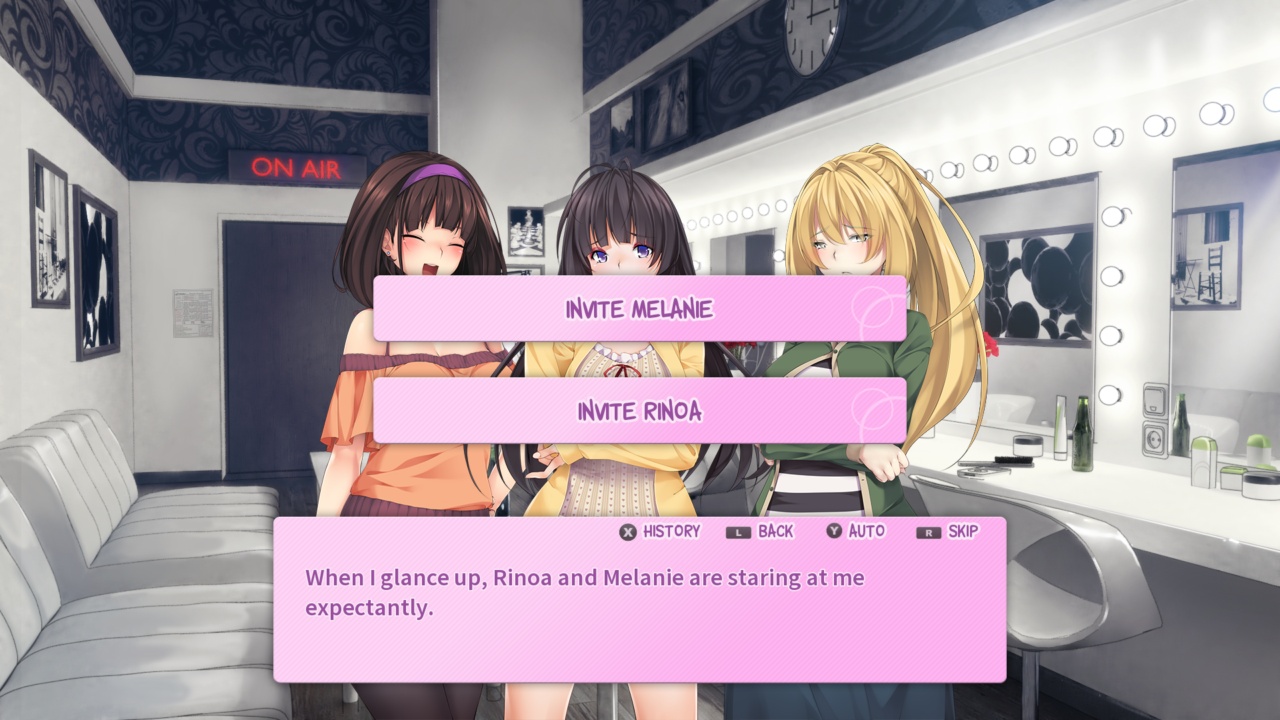 ON AIR
INVITE MELANIE
INVITE RINOA
X HISTORY L BACK Y AUTO R SKIP
When I glance up, Rinoa and Melanie are staring at me
expectantly.